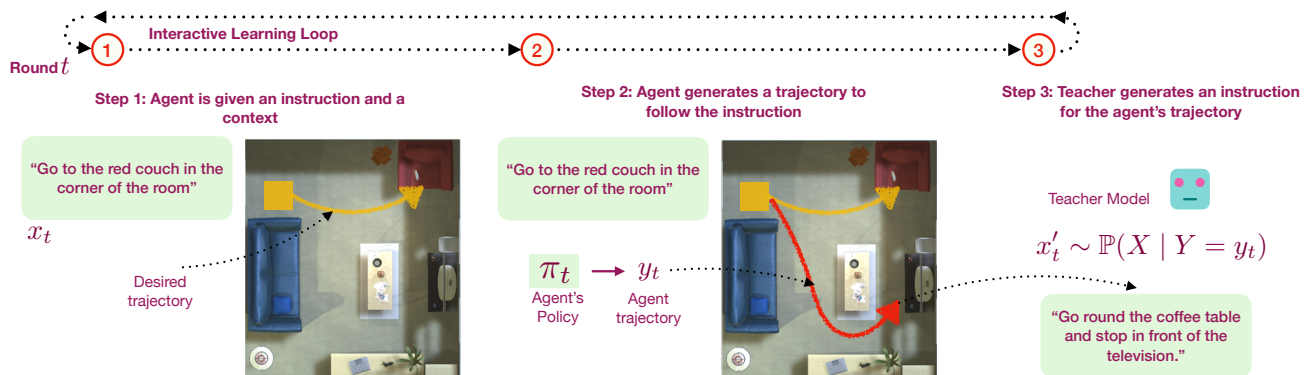 Interactive Learning Loop
1
2
3
Round t
Step 1: Agent is given an instruction and a
context
“Go to the red couch in the
corner of the room”
x_t
Desired
trajectory
Step 2: Agent generates a trajectory to
follow the instruction
“Go to the red couch in the
corner of the room”
π_t
y_t
Agent's
Policy
Agent
trajectory
Step 3: Teacher generates an instruction
for the agent's trajectory
Teacher Model
x′_t ∼ ℙ(X | Y = y_t)
“Go round the coffee table
and stop in front of the
television.”